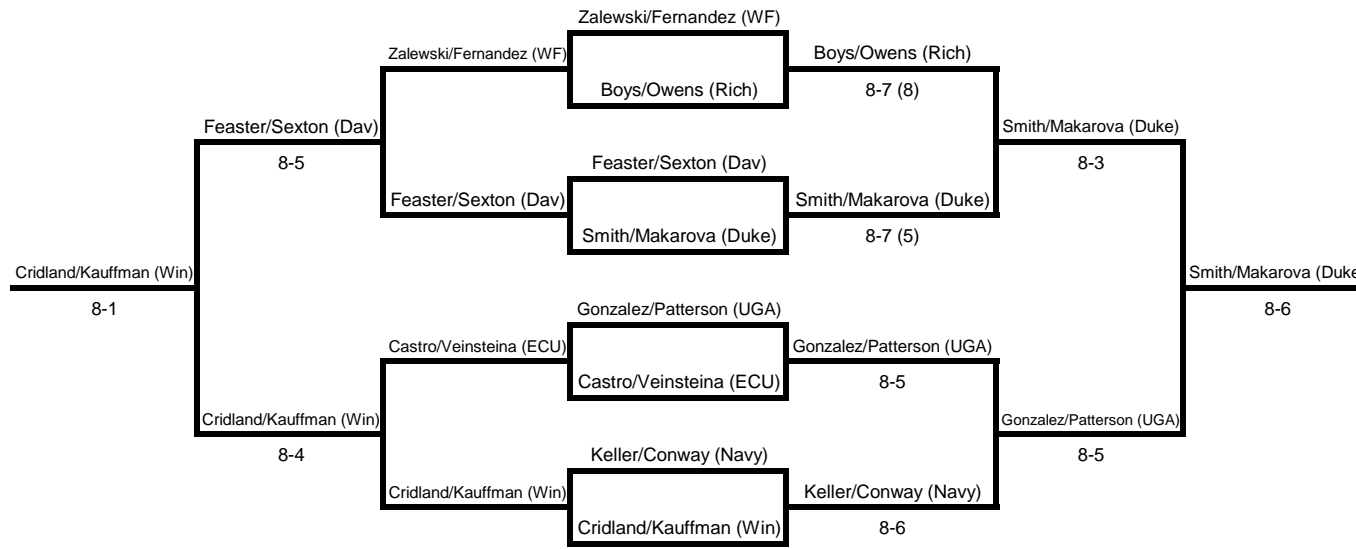 Zalewski/Fernandez (WF)
Zalewski/Fernandez (WF)
Boys/Owens (Rich)
Boys/Owens (Rich)
8-7 (8)
Feaster/Sexton (Dav)
Smith/Makarova (Duke)
8-5
Feaster/Sexton (Dav)
8-3
Feaster/Sexton (Dav)
Smith/Makarova (Duke)
Smith/Makarova (Duke)
8-7 (5)
Cridland/Kauffman (Win)
Smith/Makarova (Duke
8-1
8-6
Gonzalez/Patterson (UGA)
Castro/Veinsteina (ECU)
Gonzalez/Patterson (UGA)
Castro/Veinsteina (ECU)
8-5
Cridland/Kauffman (Win)
Gonzalez/Patterson (UGA)
8-4
Keller/Conway (Navy)
8-5
Cridland/Kauffman (Win)
Keller/Conway (Navy)
Cridland/Kauffman (Win)
8-6